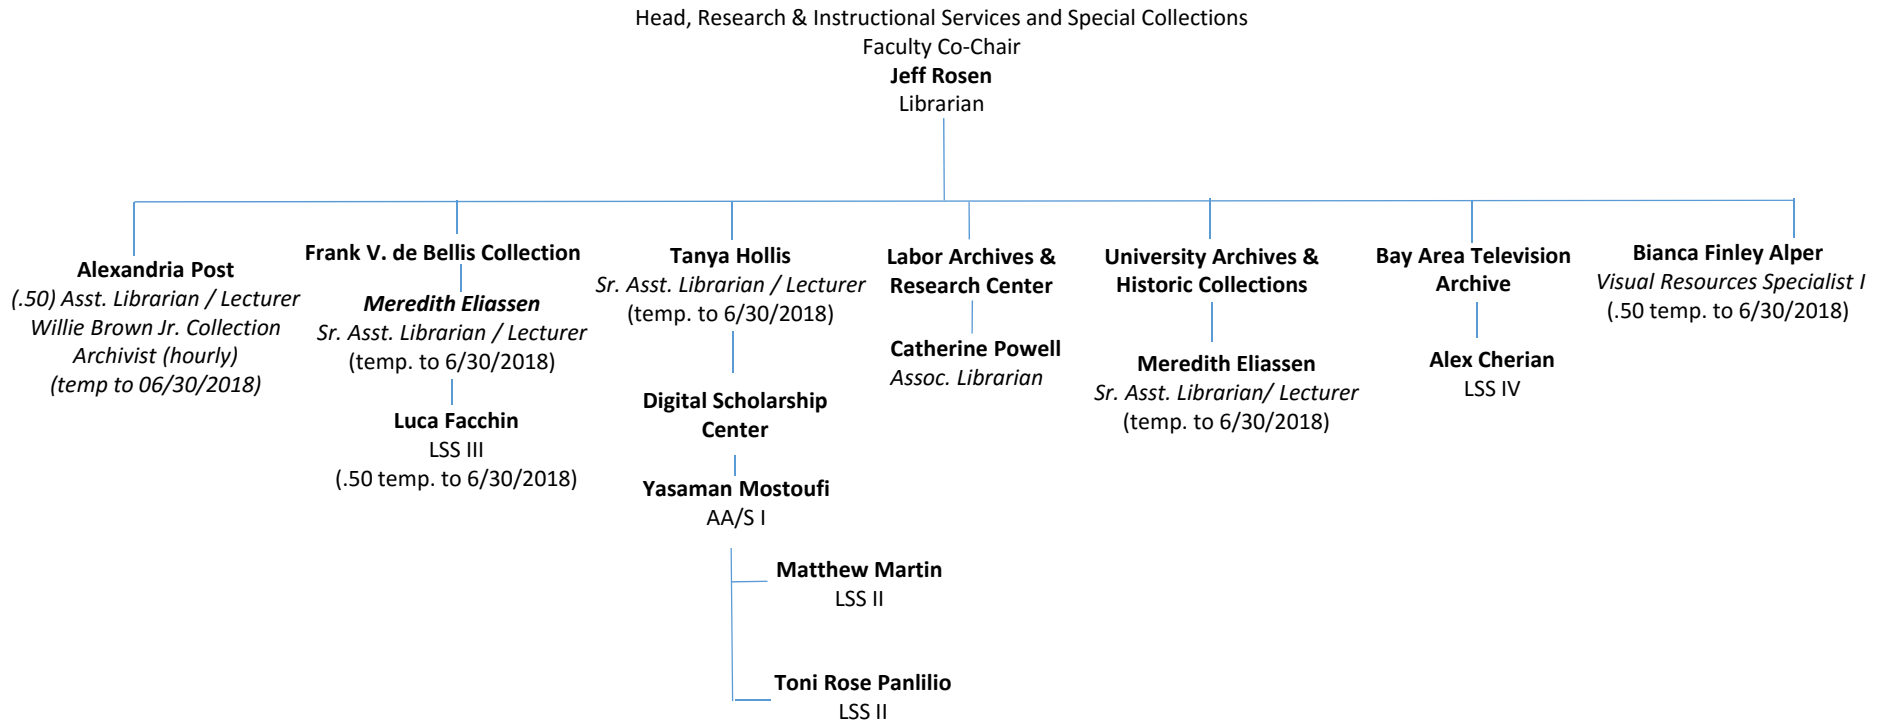 Head, Research & Instructional Services and Special Collections
Faculty Co-Chair
Jeff Rosen
Librarian
Alexandria Post
(.50) Asst. Librarian / Lecturer
Willie Brown Jr. Collection
Archivist (hourly)
(temp to 06/30/2018)
Frank V. de Bellis Collection
Meredith Eliassen
Sr. Asst. Librarian / Lecturer
(temp. to 6/30/2018)
Luca Facchin
LSS III
(.50 temp. to 6/30/2018)
Tanya Hollis
Sr. Asst. Librarian / Lecturer
(temp. to 6/30/2018)
Digital Scholarship
Center
Yasaman Mostoufi
AA/S I
Matthew Martin
LSS II
Toni Rose Panlilio
LSS II
Labor Archives &
Research Center
Catherine Powell
Assoc. Librarian
University Archives &
Historic Collections
Meredith Eliassen
Sr. Asst. Librarian/ Lecturer
(temp. to 6/30/2018)
Bay Area Television
Archive
Alex Cherian
LSS IV
Bianca Finley Alper
Visual Resources Specialist I
(.50 temp. to 6/30/2018)